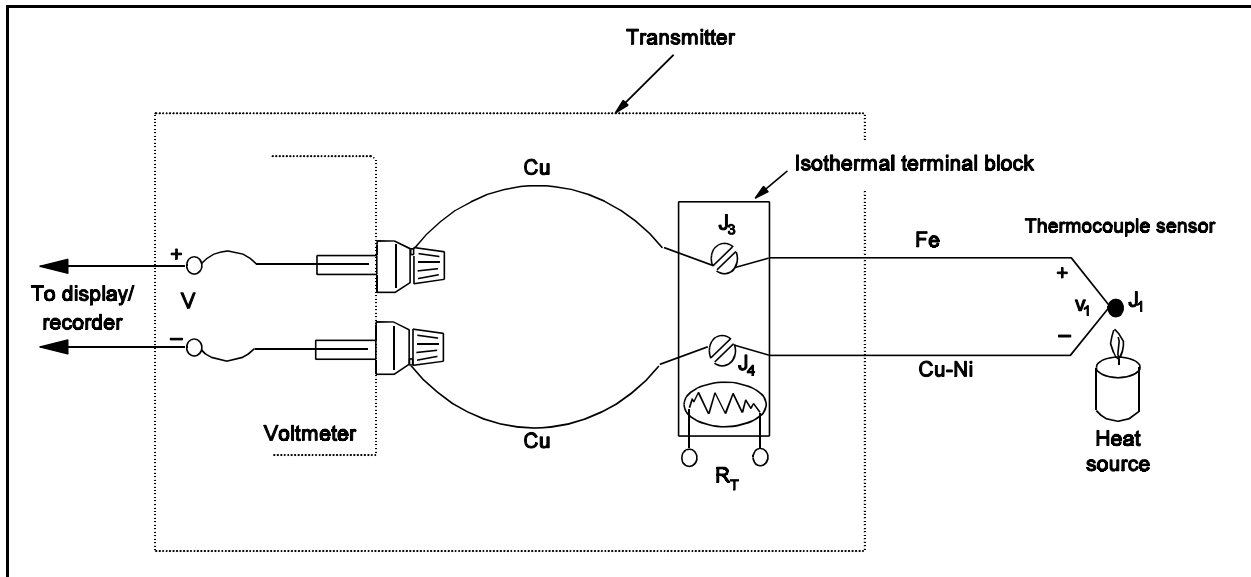 Transmitter
Isothermal terminal block
Cu
J3
Fe
Thermocouple sensor
+
+
To display/
recorder
V
v1
J1
–
–
J4
Cu-Ni
Voltmeter
Cu
RT
Heat
source